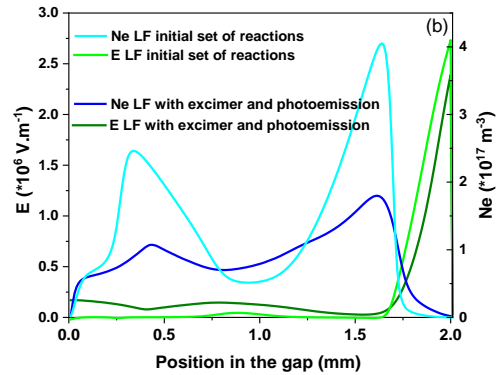 (b)
Ne LF initial set of reactions
E LF initial set of reactions
Ne LF with excimer and photoemission
E LF with excimer and photoemission
E (*10⁶ V.m⁻¹)
3.0
2.5
2.0
1.5
1.0
0.5
0.0
Ne (*10¹⁷ m⁻³)
4
3
2
1
0
0.0
0.5
1.0
1.5
2.0
Position in the gap (mm)